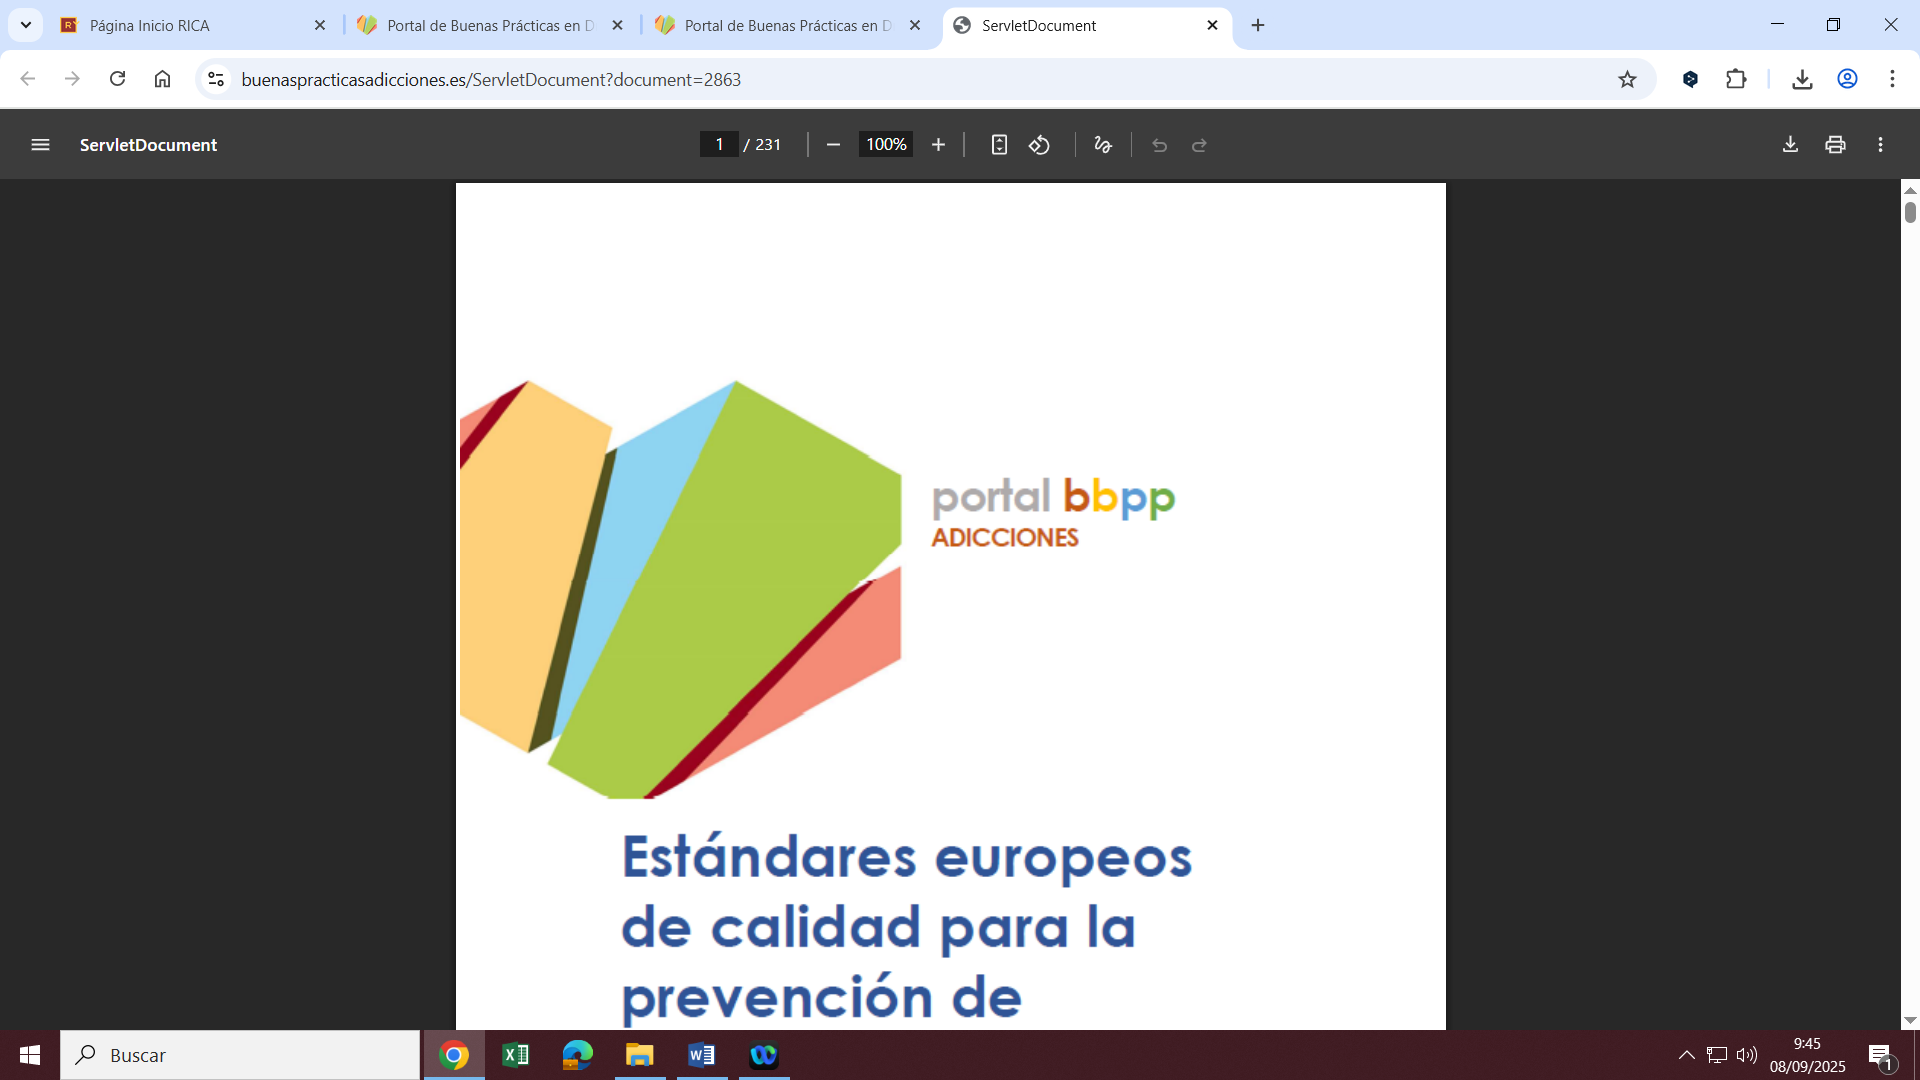 Página Inicio RICA
Portal de Buenas Prácticas en D
Portal de Buenas Prácticas en D
ServletDocument
buenaspracticasadicciones.es/ServletDocument?document=2863
ServletDocument
1 / 231
100%
portal bbpp
ADICCIONES
Estándares europeos
de calidad para la
prevención de
Buscar
9:45
08/09/2025
1